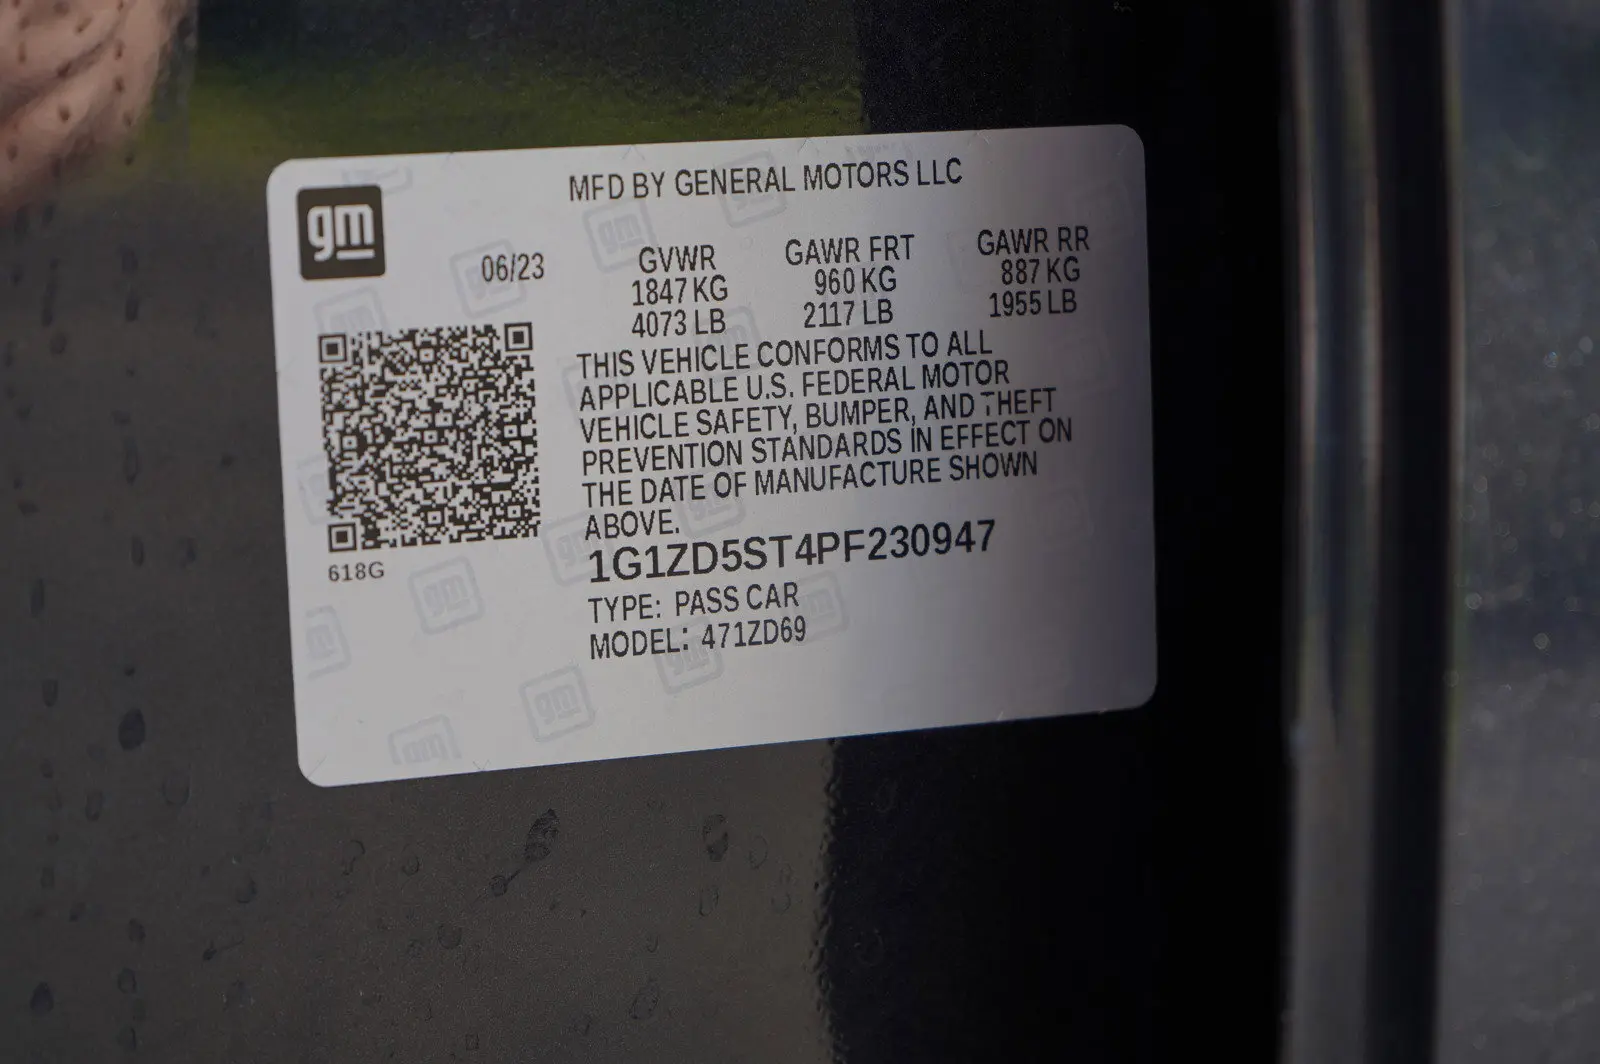 gm
MFD BY GENERAL MOTORS LLC
06/23
GVWR
1847 KG
4073 LB
GAWR FRT
960 KG
2117 LB
GAWR RR
887 KG
1955 LB
THIS VEHICLE CONFORMS TO ALL
APPLICABLE U.S. FEDERAL MOTOR
VEHICLE SAFETY, BUMPER, AND THEFT
PREVENTION STANDARDS IN EFFECT ON
THE DATE OF MANUFACTURE SHOWN
ABOVE.
1G1ZD5ST4PF230947
TYPE: PASS CAR
MODEL: 471ZD69
618G